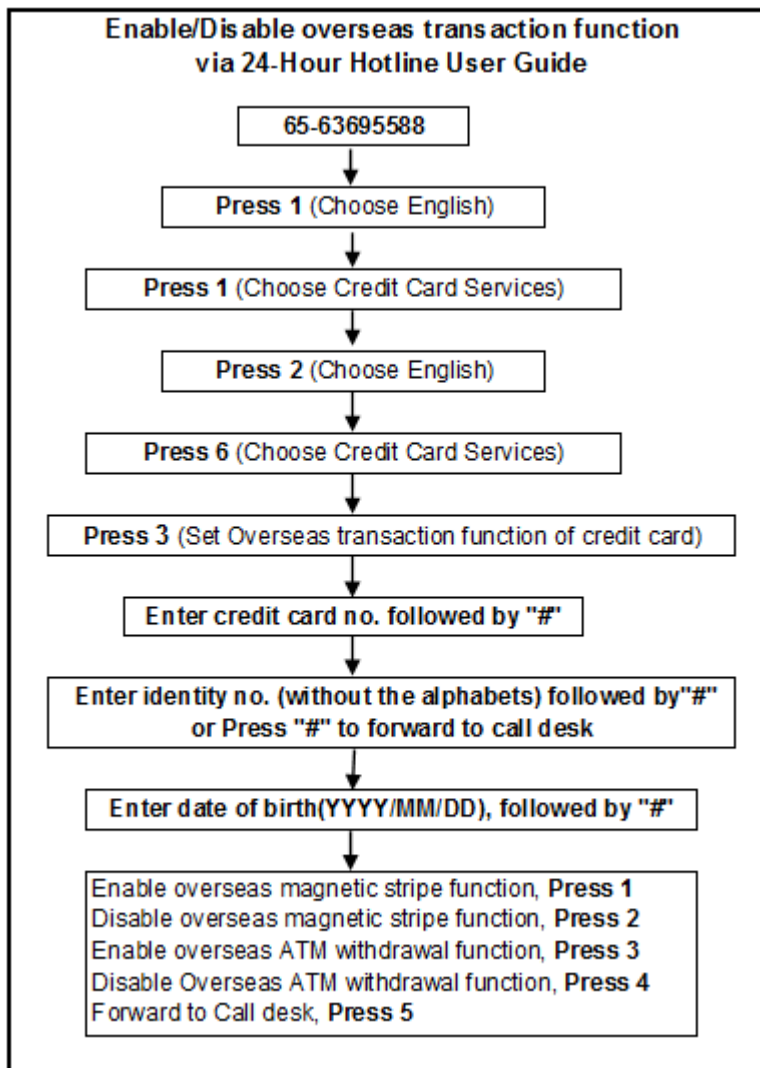 Enable/Disable overseas transaction function
via 24-Hour Hotline User Guide
65-63695588
Press 1 (Choose English)
Press 1 (Choose Credit Card Services)
Press 2 (Choose English)
Press 6 (Choose Credit Card Services)
Press 3 (Set Overseas transaction function of credit card)
Enter credit card no. followed by "#"
Enter identity no. (without the alphabets) followed by"#"
or Press "#" to forward to call desk
Enter date of birth(YYYY/MM/DD), followed by "#"
Enable overseas magnetic stripe function, Press 1
Disable overseas magnetic stripe function, Press 2
Enable overseas ATM withdrawal function, Press 3
Disable Overseas ATM withdrawal function, Press 4
Forward to Call desk, Press 5